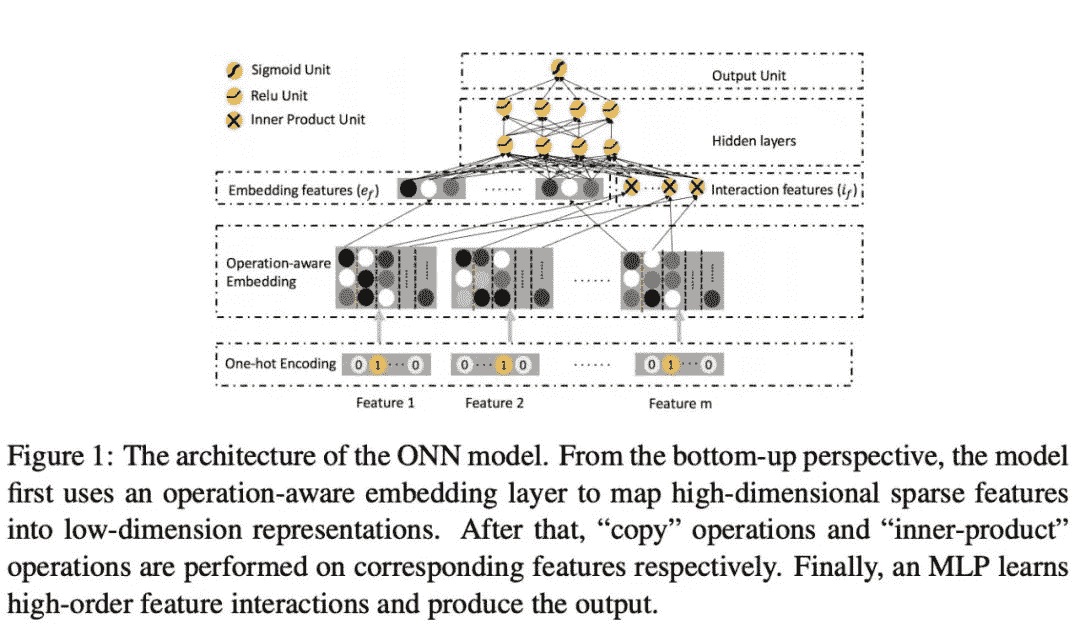 Sigmoid Unit
Relu Unit
Inner Product Unit
Output Unit
Hidden layers
Embedding features (e_f)
......
Interaction features (i_f)
Operation-aware
Embedding
......
One-hot Encoding
0 1 ··· 0
0 ··· 1 0
......
0 1 ··· 0
Feature 1
Feature 2
Feature m
Figure 1: The architecture of the ONN model. From the bottom-up perspective, the model
first uses an operation-aware embedding layer to map high-dimensional sparse features
into low-dimension representations. After that, “copy” operations and “inner-product”
operations are performed on corresponding features respectively. Finally, an MLP learns
high-order feature interactions and produce the output.